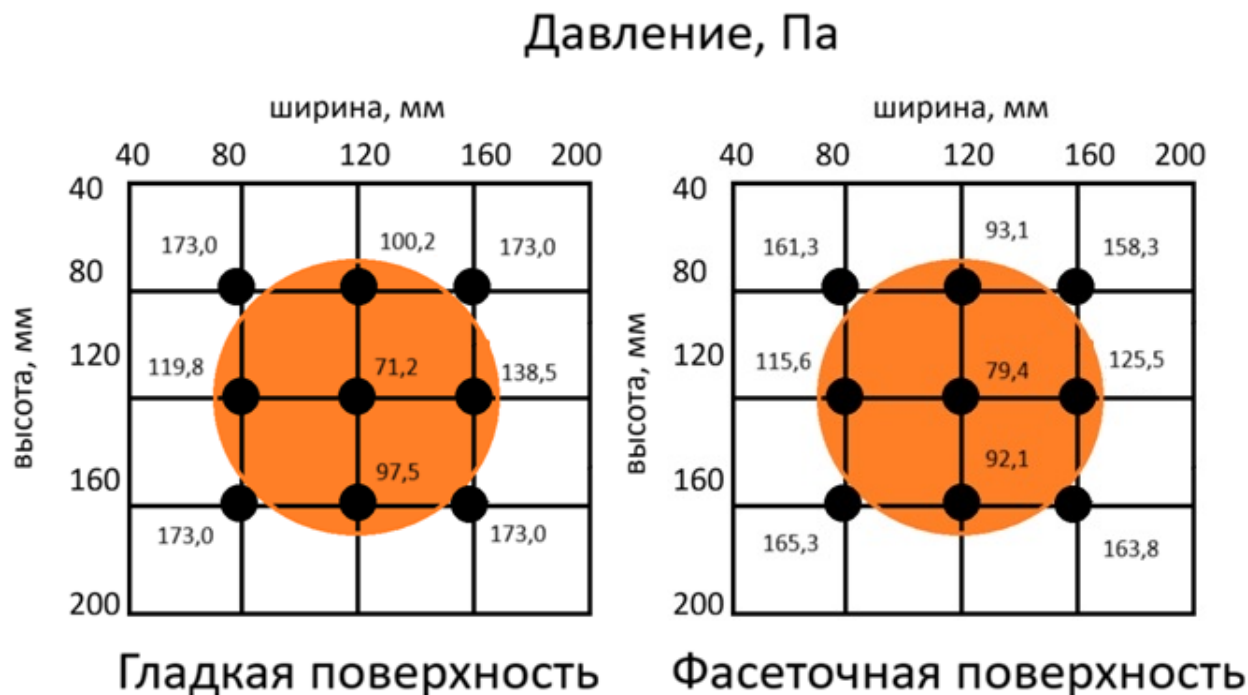 Давление, Па
ширина, мм
40 80 120 160 200
высота, мм
40
80
120
160
200
173,0 100,2 173,0
119,8 71,2 138,5
97,5
173,0 173,0
Гладкая поверхность
ширина, мм
40 80 120 160 200
высота, мм
40
80
120
160
200
161,3 93,1 158,3
115,6 79,4 125,5
92,1
165,3 163,8
Фасеточная поверхность